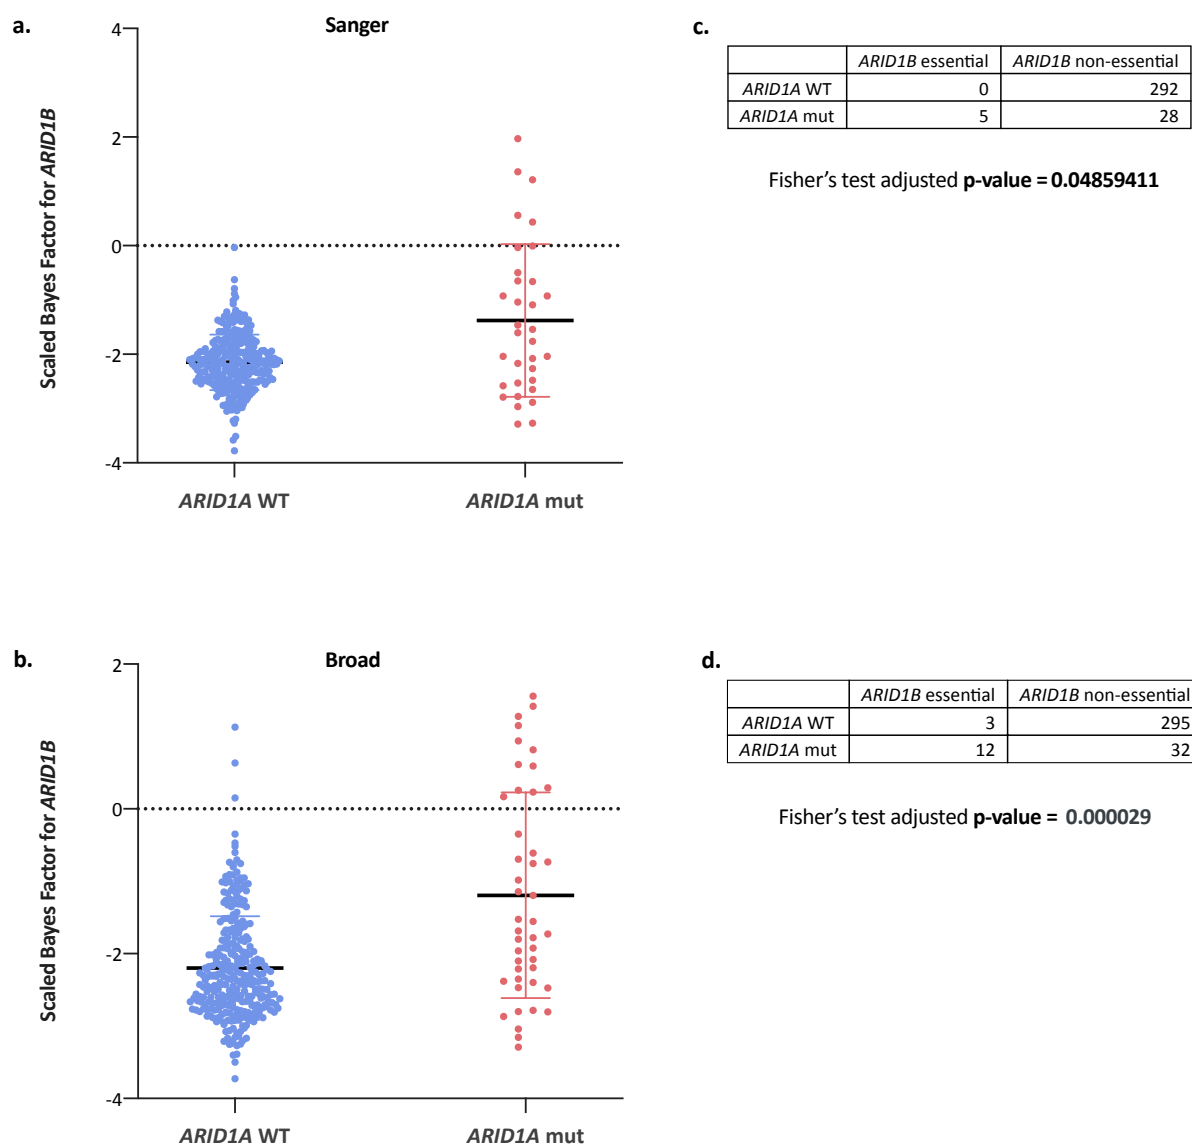 a.
Sanger
4
2
0
-2
-4
Scaled Bayes Factor for ARID1B
ARID1A WT
ARID1A mut
c.
ARID1B essential ARID1B non-essential
ARID1A WT 0 292
ARID1A mut 5 28
Fisher’s test adjusted p-value = 0.04859411
b.
Broad
2
0
-2
-4
Scaled Bayes Factor for ARID1B
ARID1A WT
ARID1A mut
d.
ARID1B essential ARID1B non-essential
ARID1A WT 3 295
ARID1A mut 12 32
Fisher’s test adjusted p-value = 0.000029